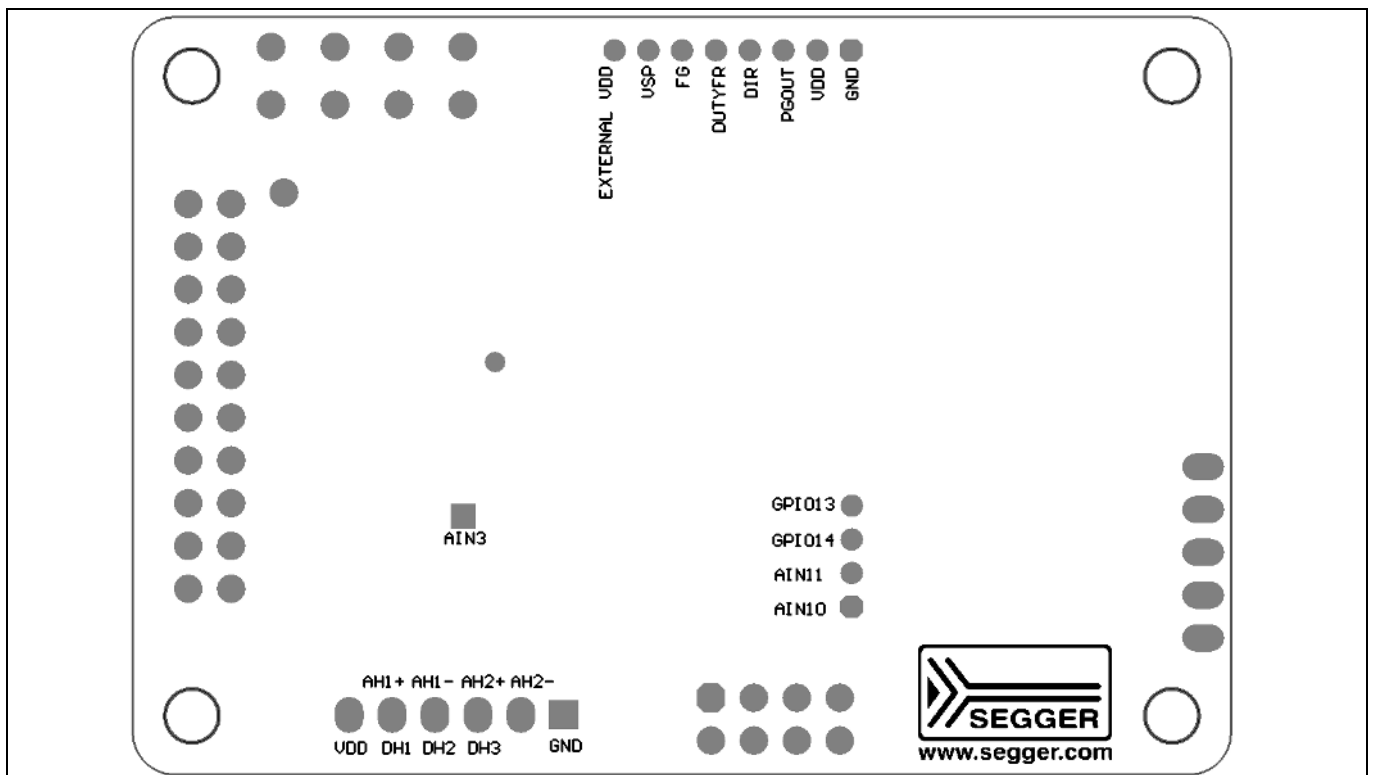 EXTERNAL VDD
VSP
FG
DUTYFR
DIR
PGOUT
VDD
GND
GPIO13
GPIO14
AIN3
AIN11
AIN10
AH1+ AH1- AH2+ AH2-
VDD DH1 DH2 DH3 GND
SEGGER
www.segger.com